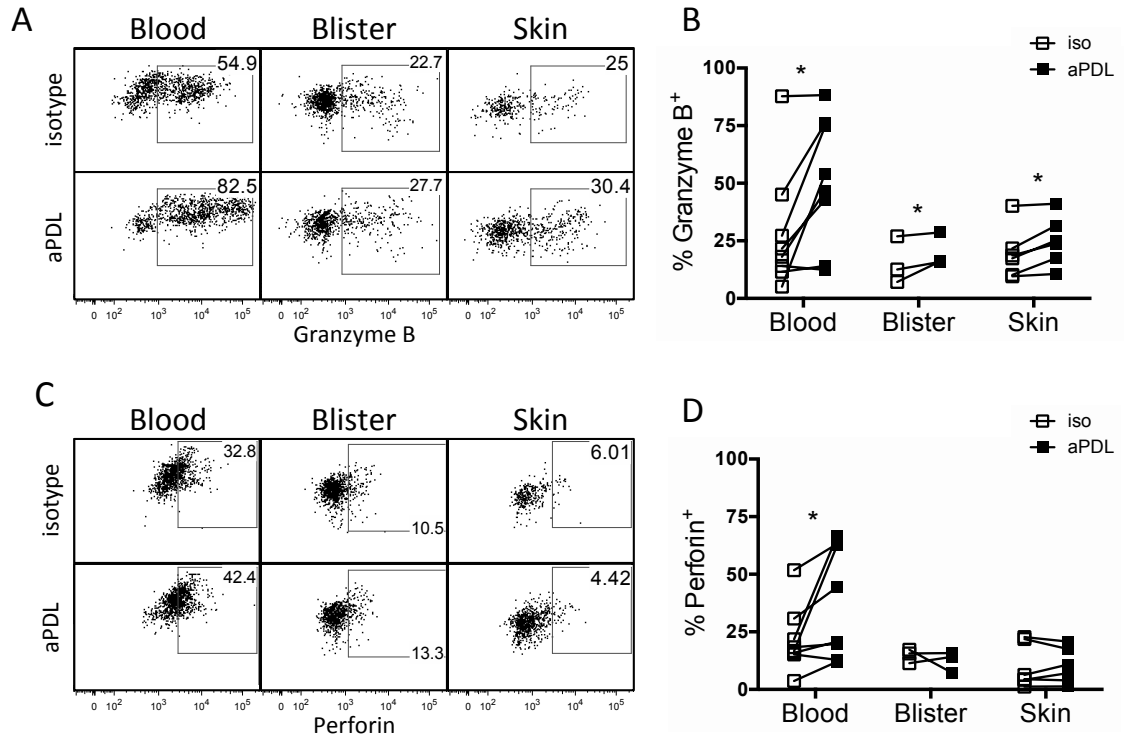 A
Blood Blister Skin
isotype
54.9 22.7 25
aPDL
82.5 27.7 30.4
0 10² 10³ 10⁴ 10⁵ 0 10² 10³ 10⁴ 10⁵ 0 10² 10³ 10⁴ 10⁵
Granzyme B
B
iso
aPDL
% Granzyme B⁺
100
75
50
25
0
* * *
Blood Blister Skin
C
Blood Blister Skin
isotype
32.8 10.5 6.01
aPDL
42.4 13.3 4.42
0 10² 10³ 10⁴ 10⁵ 0 10² 10³ 10⁴ 10⁵ 0 10² 10³ 10⁴ 10⁵
Perforin
D
iso
aPDL
% Perforin⁺
100
75
50
25
0
*
Blood Blister Skin